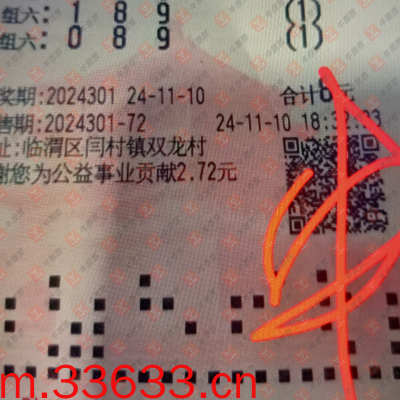 组六: 1 8 9 {1}
组六: 0 8 9 {1}
奖期:2024301 24-11-10 合计6元
售期:2024301-72 24-11-10 18:32:23
址:临渭区闫村镇双龙村
谢您为公益事业贡献2.72元
m.33633.cn